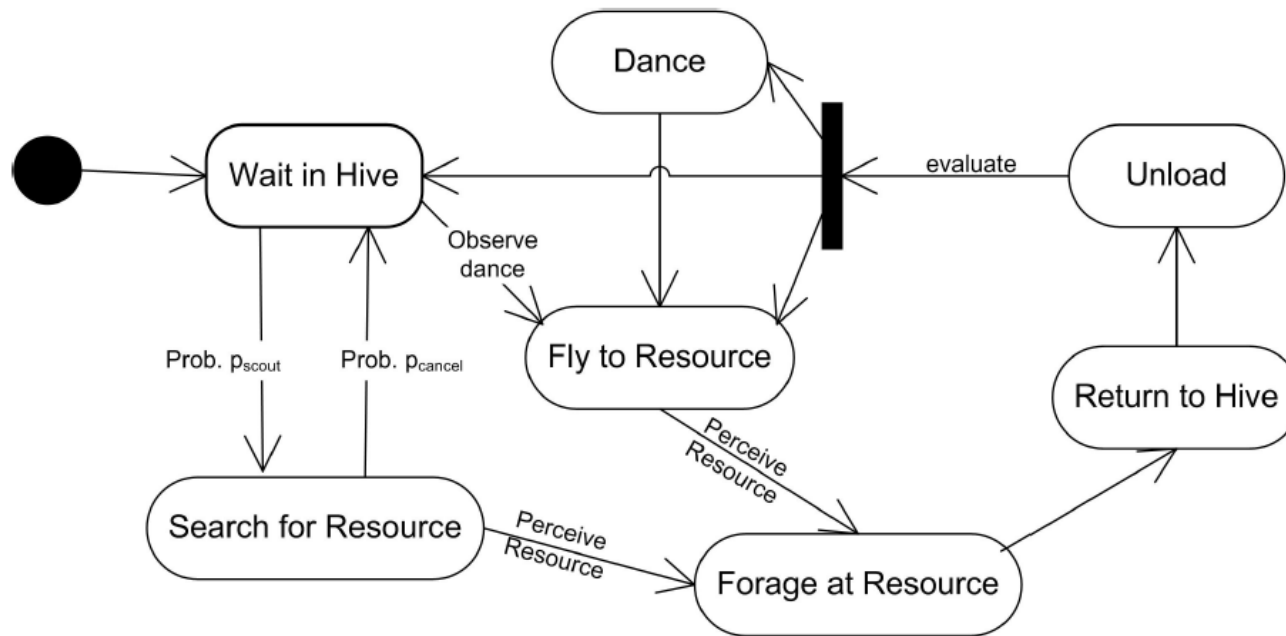 Dance
Wait in Hive
evaluate
Unload
Observe
dance
Fly to Resource
Prob. pscout
Prob. pcancel
Return to Hive
Perceive
Resource
Search for Resource
Perceive
Resource
Forage at Resource